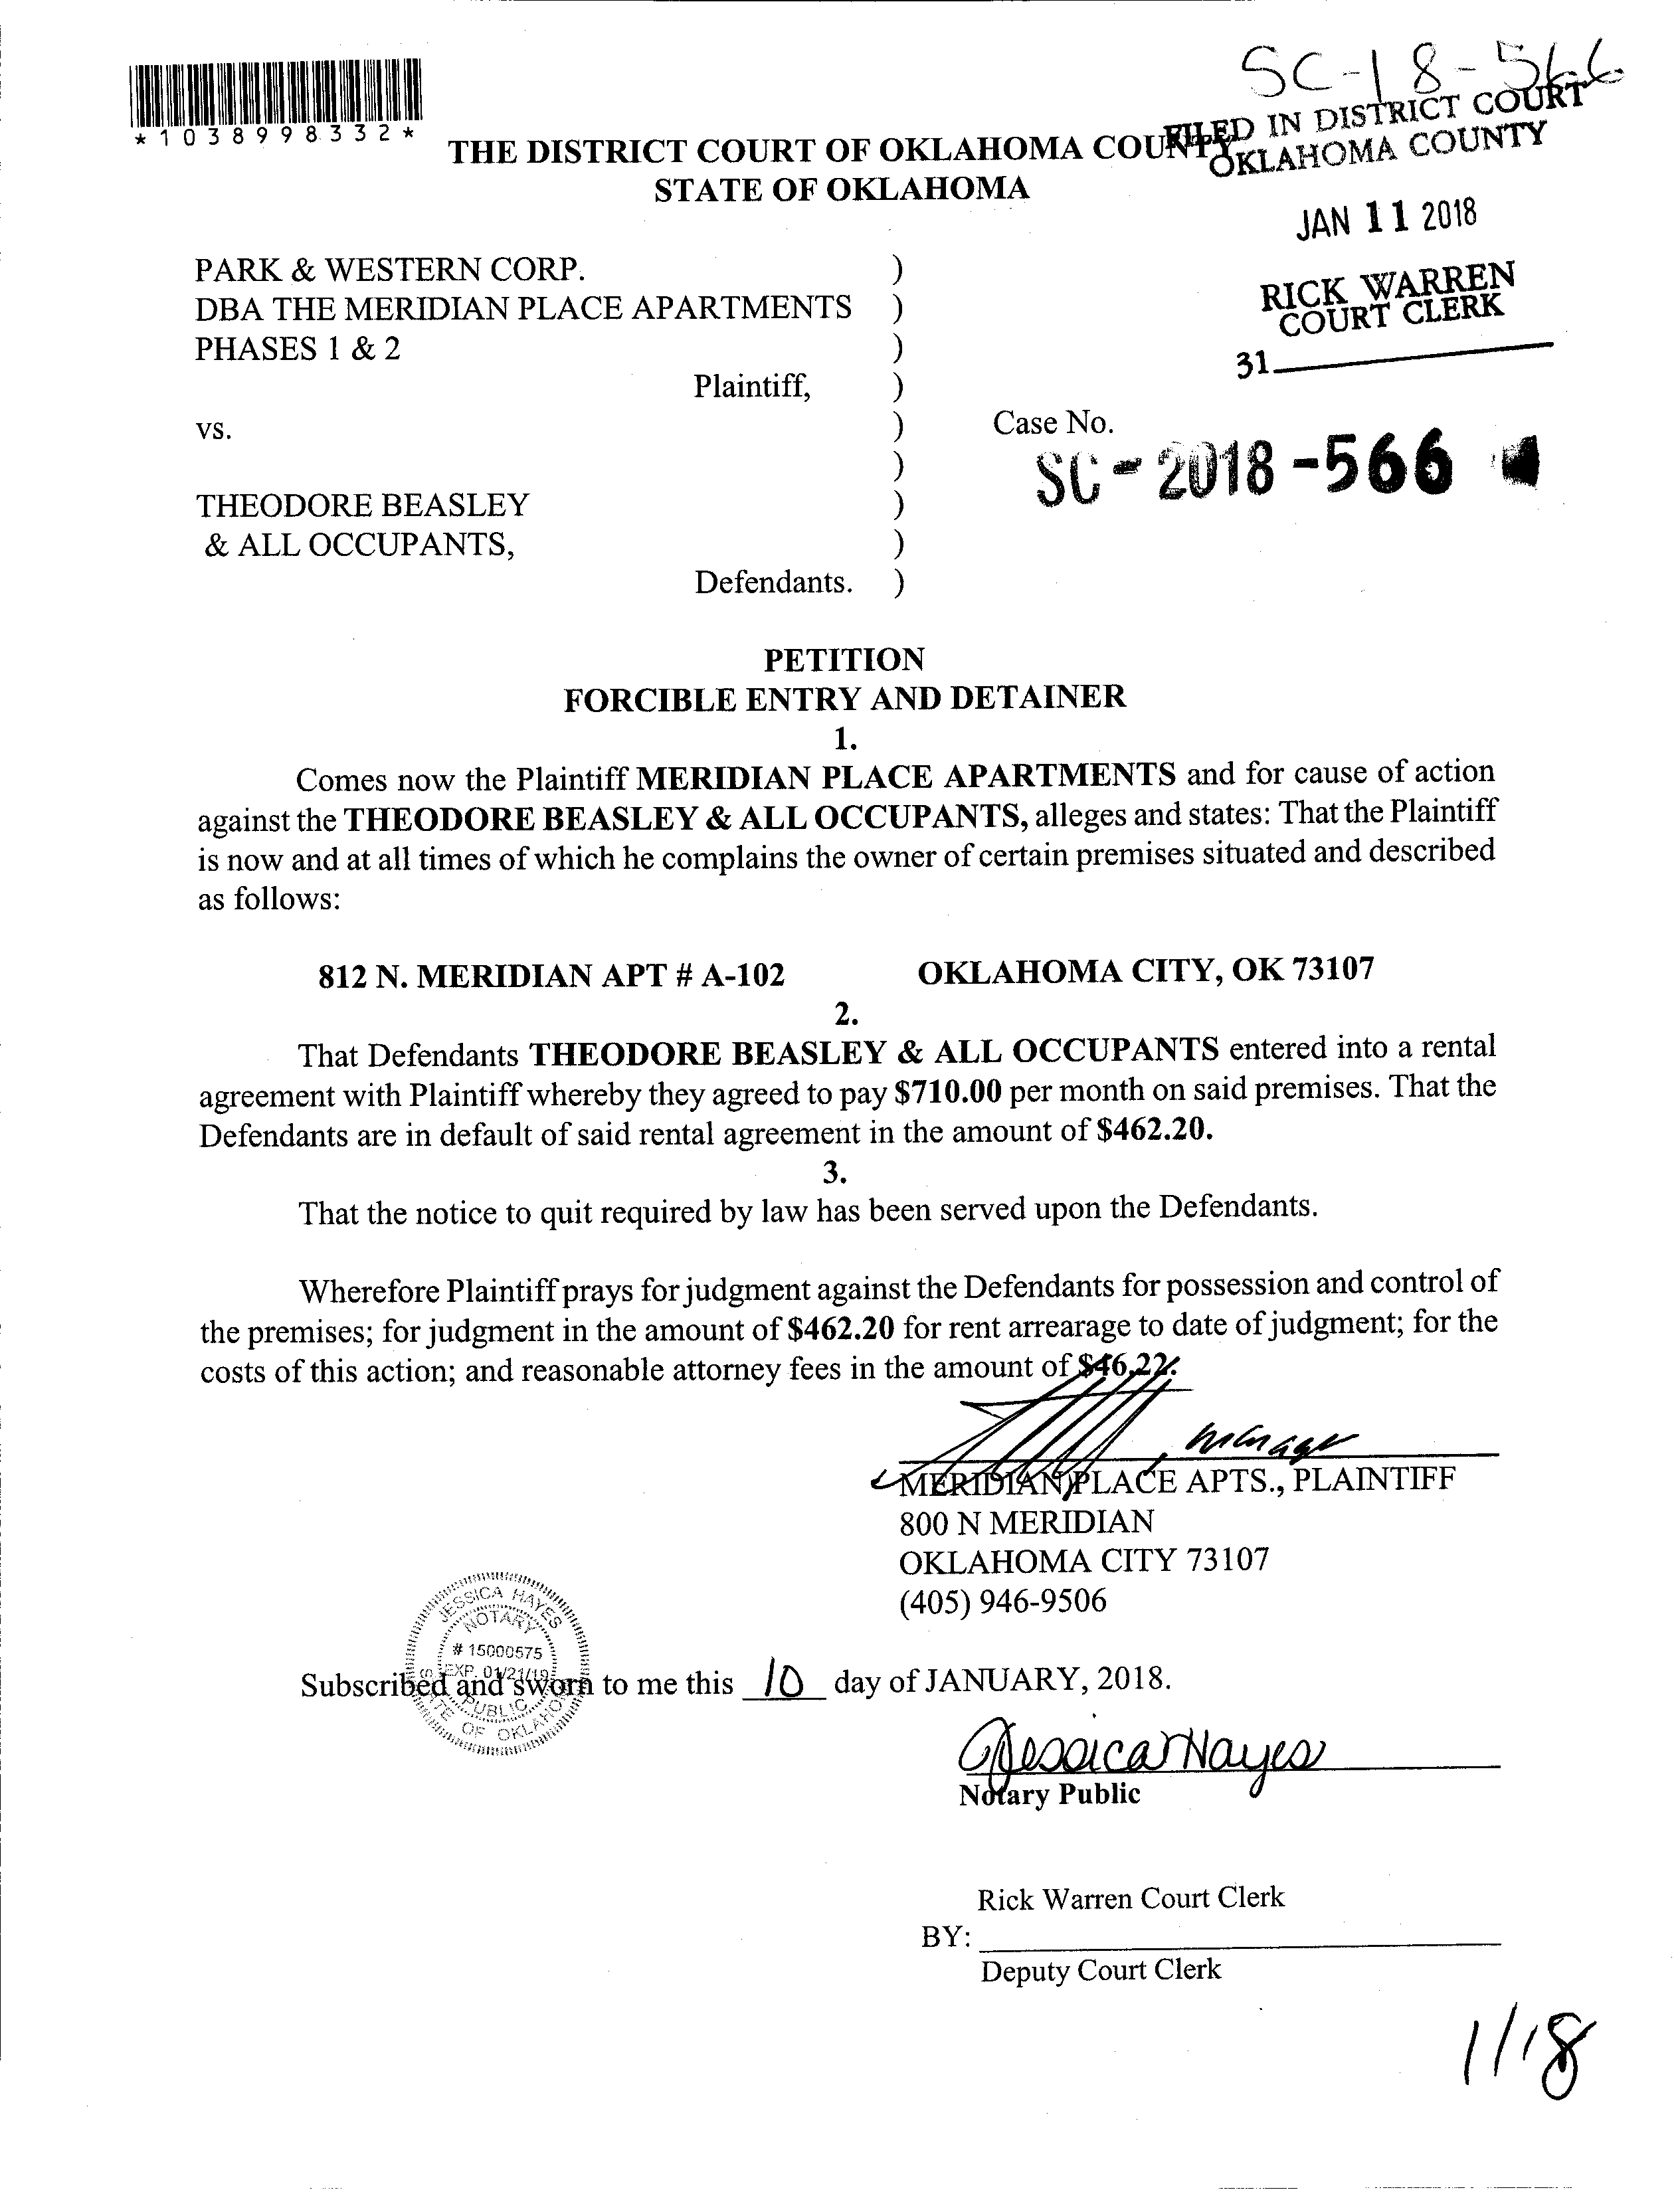 SC-18-566
*1038998332*
FILED IN DISTRICT COURT
OKLAHOMA COUNTY
THE DISTRICT COURT OF OKLAHOMA COUNTY
STATE OF OKLAHOMA
JAN 11 2018
RICK WARREN
COURT CLERK
31
PARK & WESTERN CORP. )
DBA THE MERIDIAN PLACE APARTMENTS )
PHASES 1 & 2 )
Plaintiff, )
vs. ) Case No.
) SC-2018-566
THEODORE BEASLEY )
& ALL OCCUPANTS, )
Defendants. )
PETITION
FORCIBLE ENTRY AND DETAINER
1.
Comes now the Plaintiff MERIDIAN PLACE APARTMENTS and for cause of action
against the THEODORE BEASLEY & ALL OCCUPANTS, alleges and states: That the Plaintiff
is now and at all times of which he complains the owner of certain premises situated and described
as follows:
812 N. MERIDIAN APT # A-102 OKLAHOMA CITY, OK 73107
2.
That Defendants THEODORE BEASLEY & ALL OCCUPANTS entered into a rental
agreement with Plaintiff whereby they agreed to pay $710.00 per month on said premises. That the
Defendants are in default of said rental agreement in the amount of $462.20.
3.
That the notice to quit required by law has been served upon the Defendants.
Wherefore Plaintiff prays for judgment against the Defendants for possession and control of
the premises; for judgment in the amount of $462.20 for rent arrearage to date of judgment; for the
costs of this action; and reasonable attorney fees in the amount of $46.22.
, manager
MERIDIAN PLACE APTS., PLAINTIFF
800 N MERIDIAN
OKLAHOMA CITY 73107
(405) 946-9506
JESSICA HAYES
NOTARY
# 15000575
EXP. 01/21/19
PUBLIC
STATE OF OKLAHOMA
Subscribed and sworn to me this 10 day of JANUARY, 2018.
Jessica Hayes
Notary Public
Rick Warren Court Clerk
BY:
Deputy Court Clerk
1/18